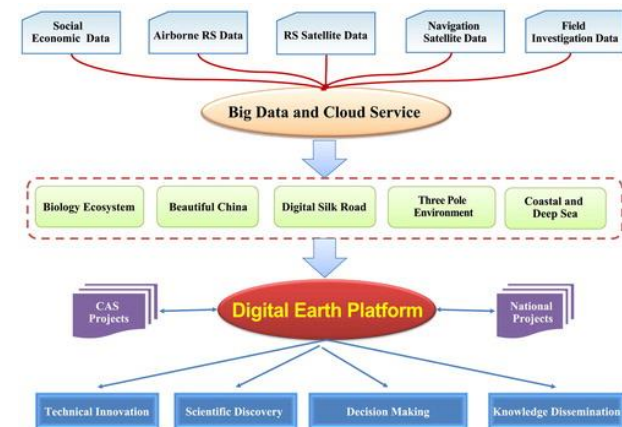 Social
Economic Data
Airborne RS Data
RS Satellite Data
Navigation
Satellite Data
Field
Investigation Data
Big Data and Cloud Service
Biology Ecosystem
Beautiful China
Digital Silk Road
Three Pole
Environment
Coastal and
Deep Sea
CAS
Projects
Digital Earth Platform
National
Projects
Technical Innovation
Scientific Discovery
Decision Making
Knowledge Dissemination